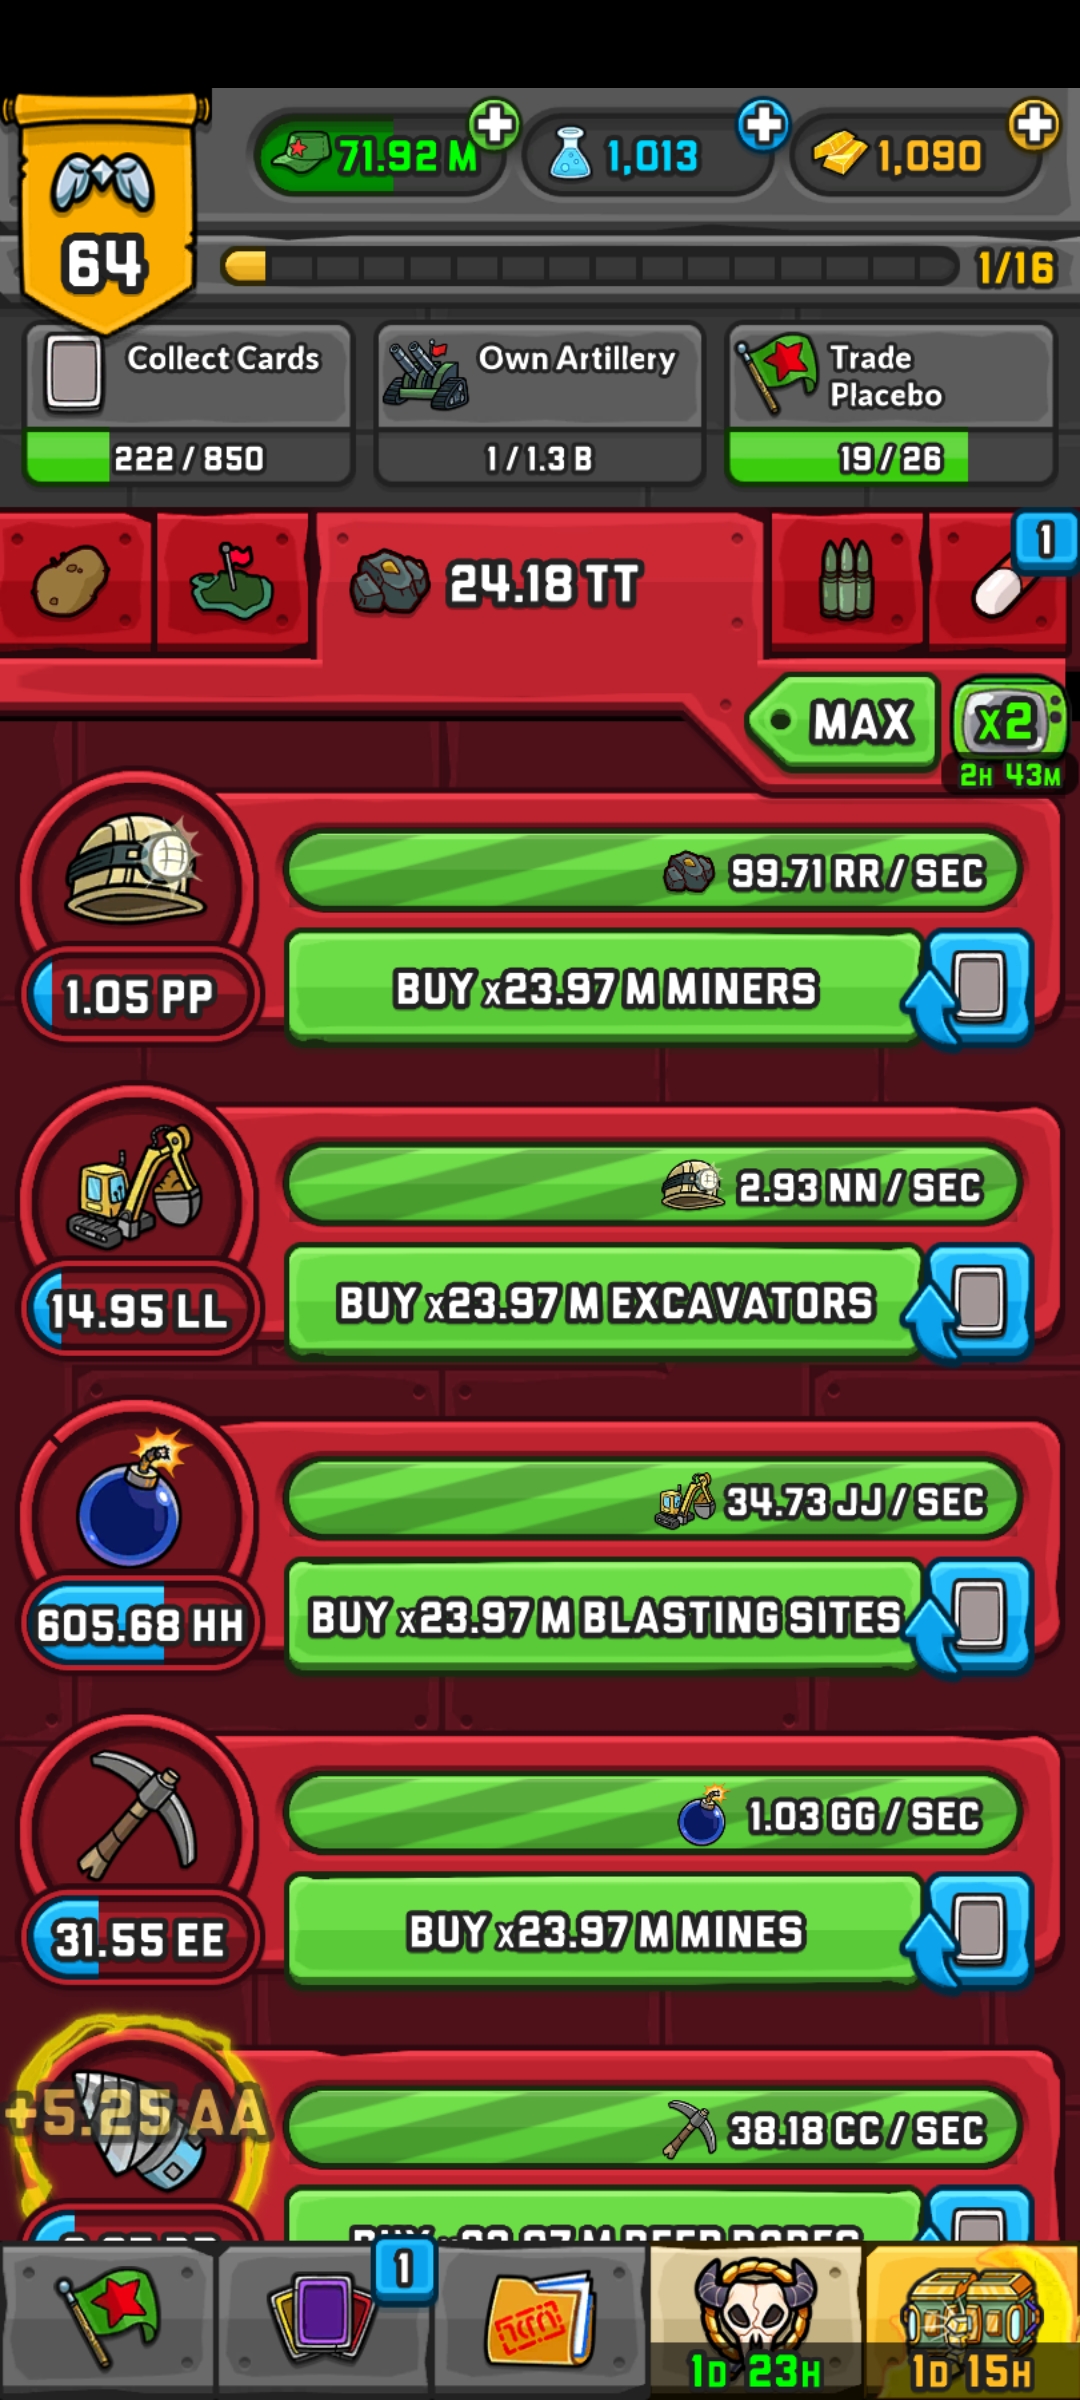 64
71.92 M
1,013
1,090
1/16
Collect Cards
222 / 850
Own Artillery
1 / 1.3 B
Trade
Placebo
19 / 26
24.18 TT
1
MAX
x2
2H 43M
99.71 RR / SEC
1.05 PP
BUY x23.97 M MINERS
2.93 NN / SEC
14.95 LL
BUY x23.97 M EXCAVATORS
34.73 JJ / SEC
605.68 HH
BUY x23.97 M BLASTING SITES
1.03 GG / SEC
31.55 EE
BUY x23.97 M MINES
+5.25 AA
38.18 CC / SEC
1
1D 23H
1D 15H